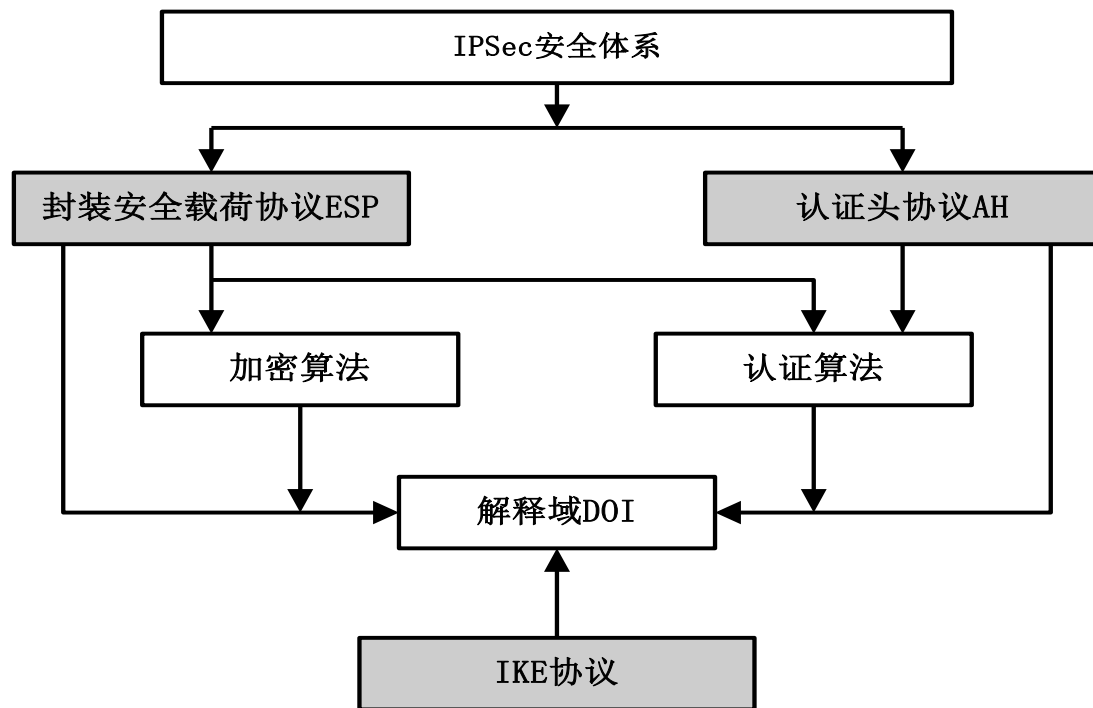 IPSec安全体系
封装安全载荷协议ESP
认证头协议AH
加密算法
认证算法
解释域DOI
IKE协议